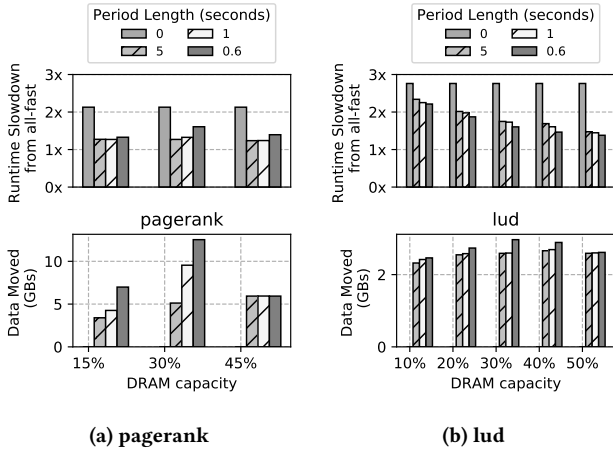 Period Length (seconds)
0 1
5 0.6
Runtime Slowdown
from all-fast
3x
2x
1x
0x
pagerank
Data Moved
(GBs)
10
5
0
15% 30% 45%
DRAM capacity
(a) pagerank
Period Length (seconds)
0 1
5 0.6
Runtime Slowdown
from all-fast
3x
2x
1x
0x
lud
Data Moved
(GBs)
2
0
10% 20% 30% 40% 50%
DRAM capacity
(b) lud